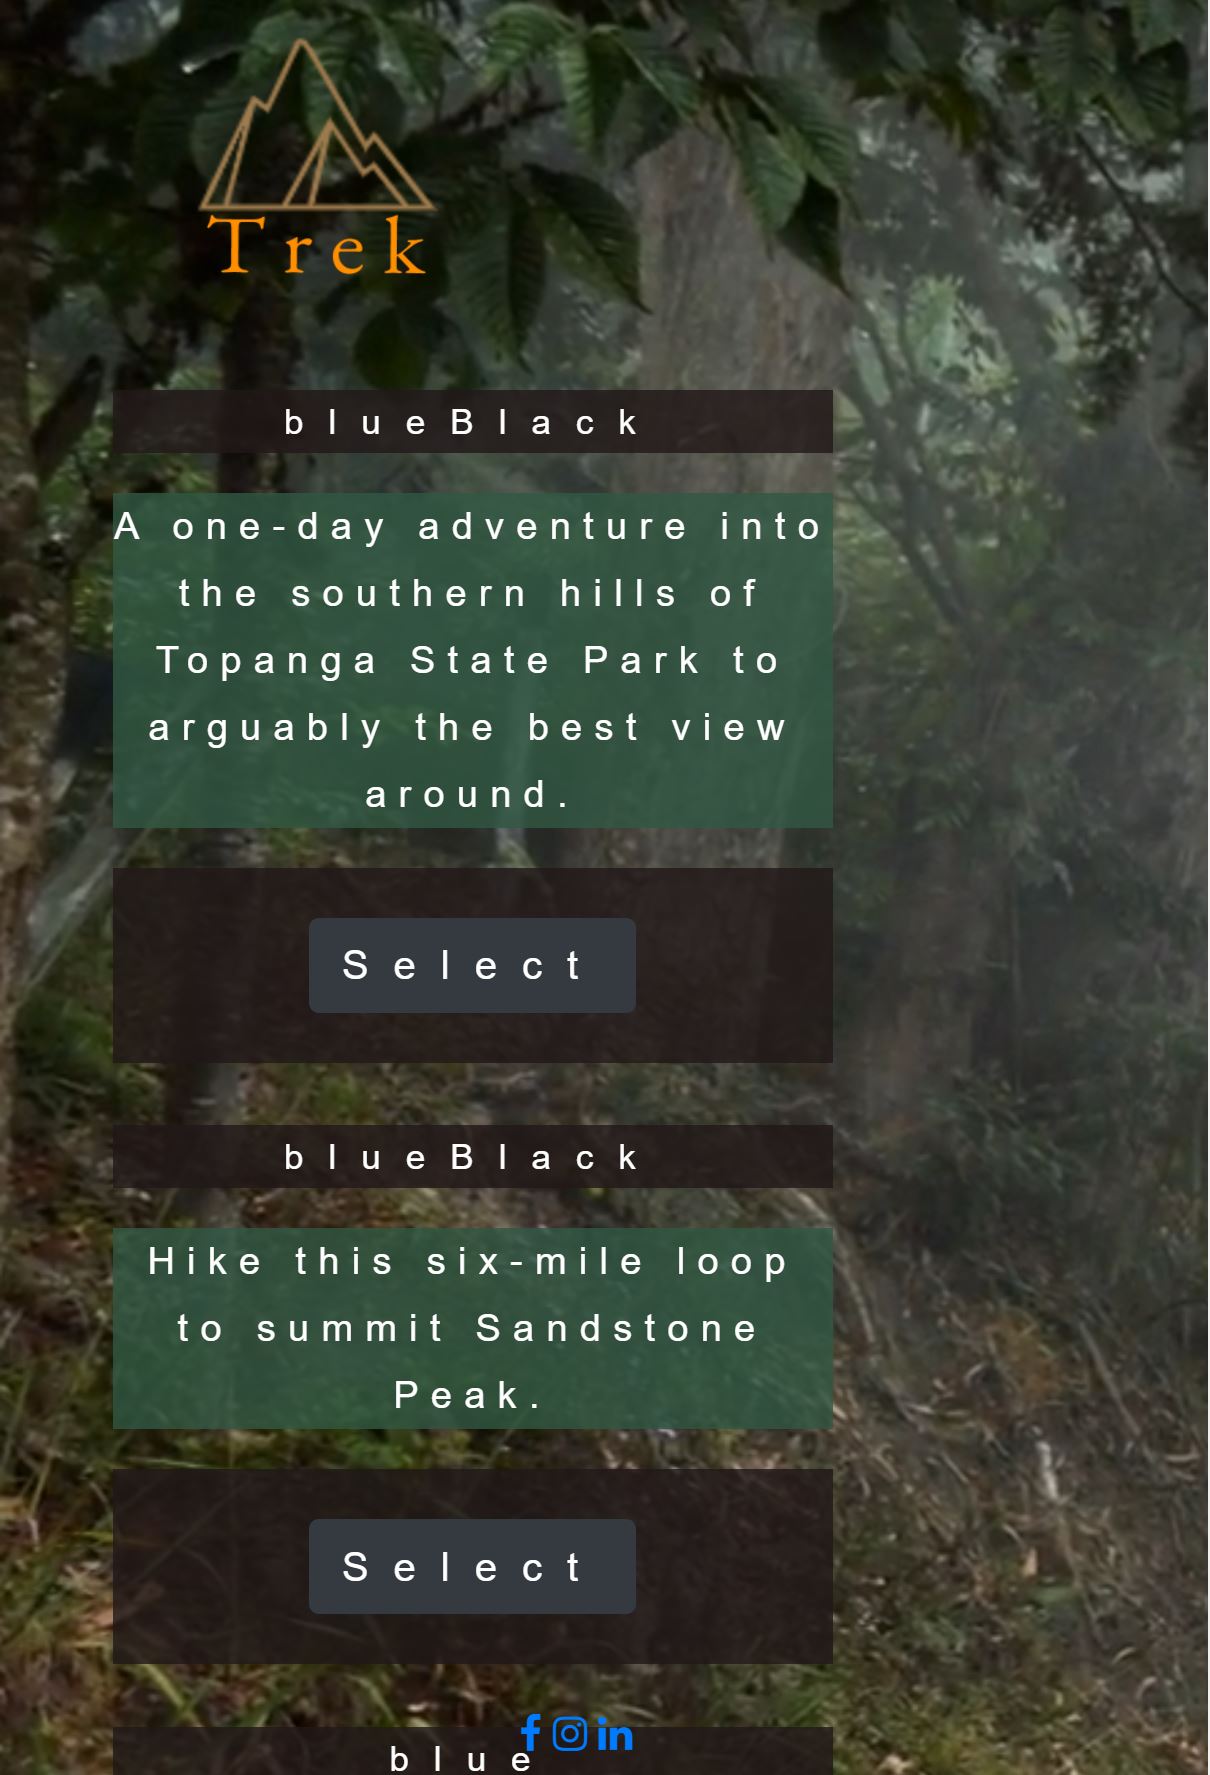 Trek
blueBlack
A one-day adventure into
the southern hills of
Topanga State Park to
arguably the best view
around.
Select
blueBlack
Hike this six-mile loop
to summit Sandstone
Peak.
Select
blue